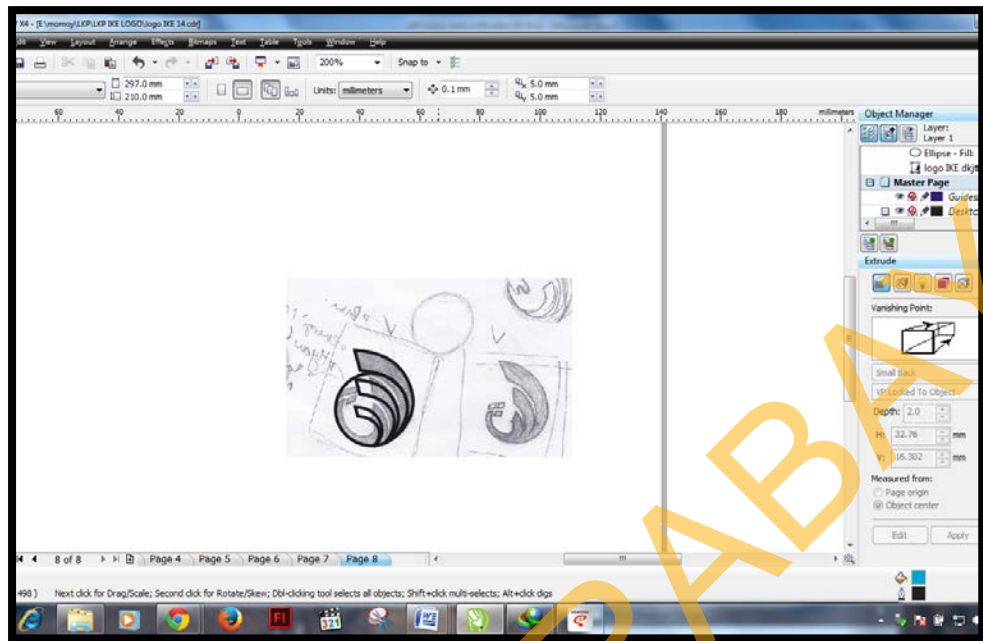 X4 - [E:\momoy\LKP\LKP IKE LOGO\logo IKE 14.cdr]
dit View Layout Arrange Effects Bitmaps Text Table Tools Window Help
200% Snap to
297.0 mm
210.0 mm
Units: millimeters
0.1 mm
5.0 mm
5.0 mm
60 40 20 0 20 40 60 80 100 120 140 160 180 millimeters
Object Manager
Layer:
Layer 1
Ellipse - Fill:
logo IKE dkjt
Master Page
Guides
Deskto
Extrude
Vanishing Point:
Small Back
VP Locked To Object
Depth: 2.0
H: 32.76 mm
V: 16.302 mm
Measured from:
Page origin
Object center
Edit Apply
8 of 8 Page 4 Page 5 Page 6 Page 7 Page 8
498 ) Next click for Drag/Scale; Second click for Rotate/Skew; Dbl-clicking tool selects all objects; Shift+click multi-selects; Alt+click digs
PABAY